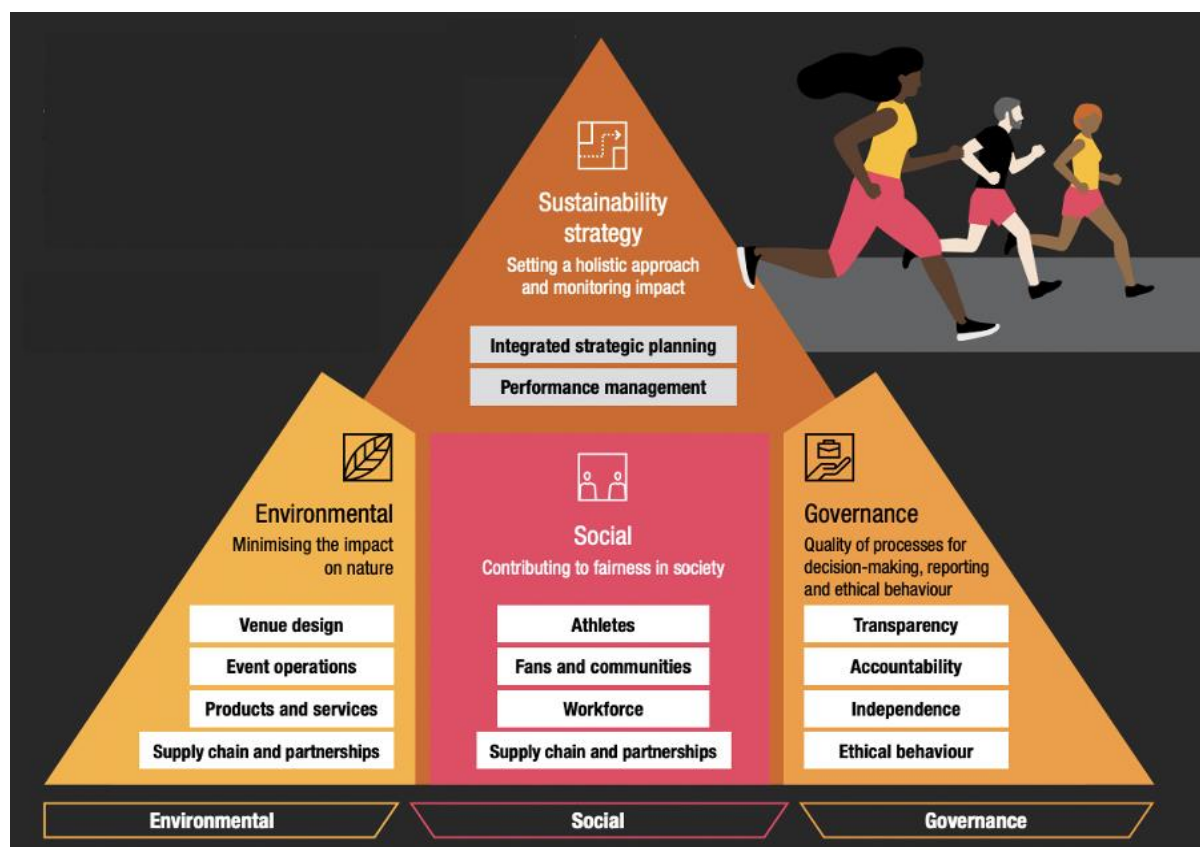 Sustainability
strategy
Setting a holistic approach
and monitoring impact
Integrated strategic planning
Performance management
Environmental
Minimising the impact
on nature
Venue design
Event operations
Products and services
Supply chain and partnerships
Social
Contributing to fairness in society
Athletes
Fans and communities
Workforce
Supply chain and partnerships
Governance
Quality of processes for
decision-making, reporting
and ethical behaviour
Transparency
Accountability
Independence
Ethical behaviour
Environmental
Social
Governance